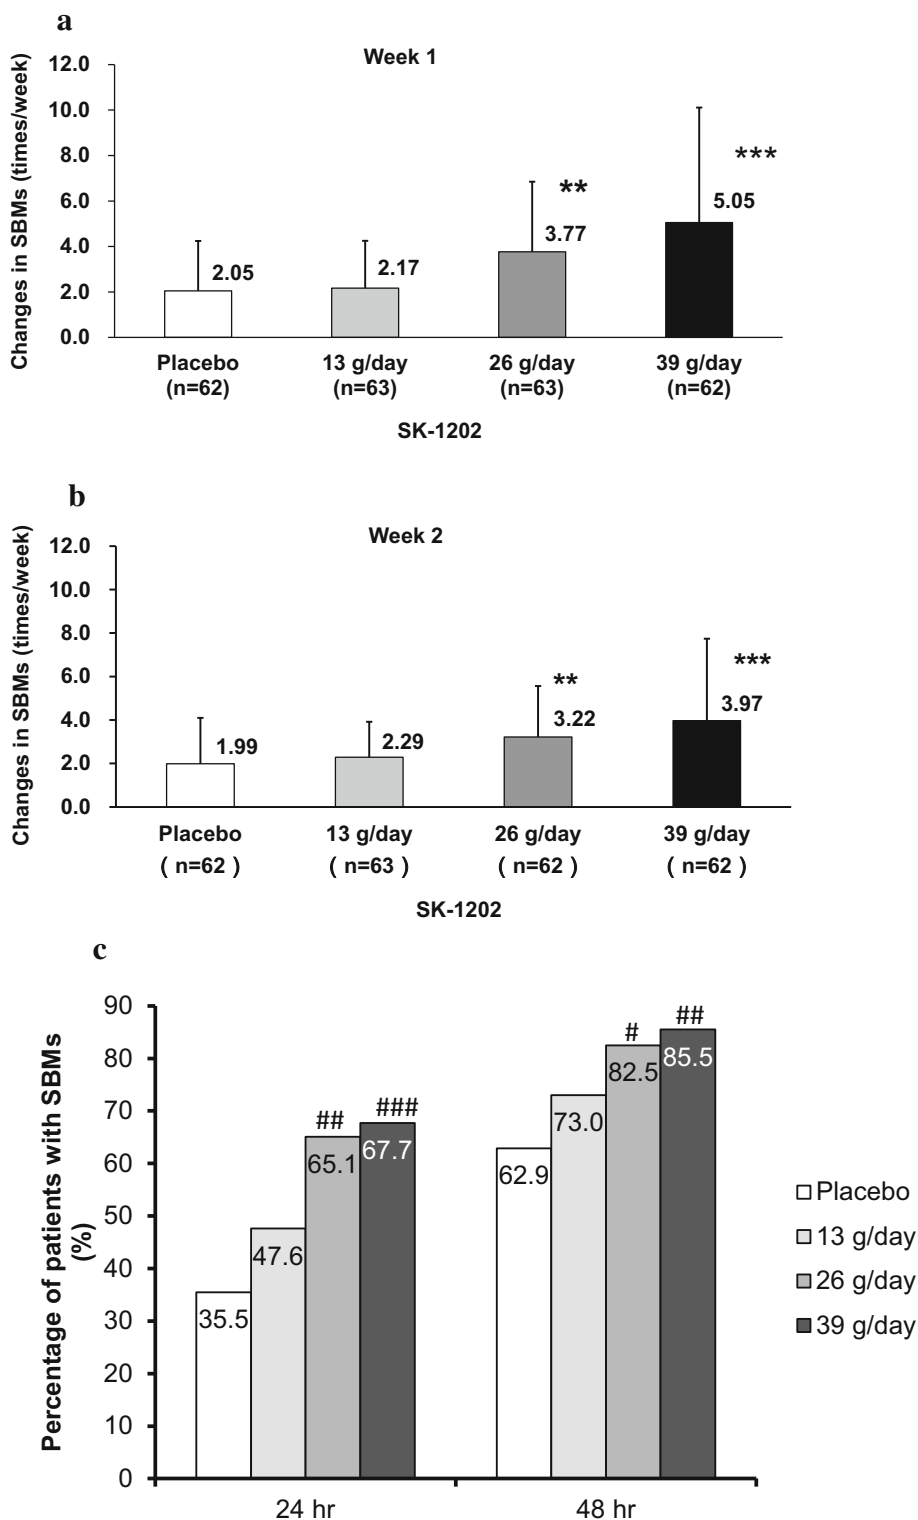 a
Week 1
Changes in SBMs (times/week)
12.0
10.0
8.0
6.0
4.0
2.0
0.0
2.05
2.17
**
3.77
***
5.05
Placebo
(n=62)
13 g/day
(n=63)
26 g/day
(n=63)
39 g/day
(n=62)
SK-1202
b
Week 2
Changes in SBMs (times/week)
12.0
10.0
8.0
6.0
4.0
2.0
0.0
1.99
2.29
**
3.22
***
3.97
Placebo
( n=62 )
13 g/day
( n=63 )
26 g/day
( n=62 )
39 g/day
( n=62 )
SK-1202
c
Percentage of patients with SBMs
(%)
90
80
70
60
50
40
30
20
10
0
35.5
47.6
##
65.1
###
67.7
62.9
73.0
#
82.5
##
85.5
24 hr
48 hr
Placebo
13 g/day
26 g/day
39 g/day